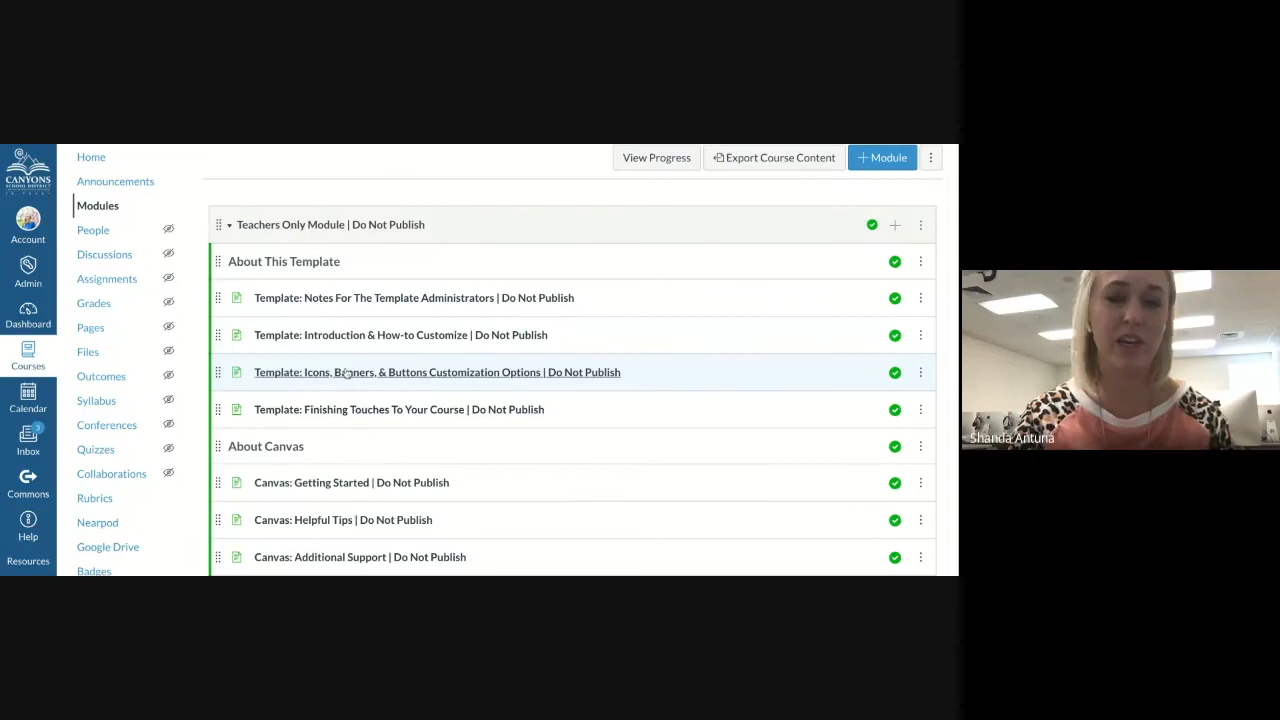 CANYONS
SCHOOL DISTRICT
Account
Admin
Dashboard
Courses
Calendar
3
Inbox
Commons
Help
Resources
Home
Announcements
Modules
People
Discussions
Assignments
Grades
Pages
Files
Outcomes
Syllabus
Conferences
Quizzes
Collaborations
Rubrics
Nearpod
Google Drive
Badges
View Progress
Export Course Content
+ Module
Teachers Only Module | Do Not Publish
About This Template
Template: Notes For The Template Administrators | Do Not Publish
Template: Introduction & How-to Customize | Do Not Publish
Template: Icons, Banners, & Buttons Customization Options | Do Not Publish
Template: Finishing Touches To Your Course | Do Not Publish
About Canvas
Canvas: Getting Started | Do Not Publish
Canvas: Helpful Tips | Do Not Publish
Canvas: Additional Support | Do Not Publish
Shanda Antuna